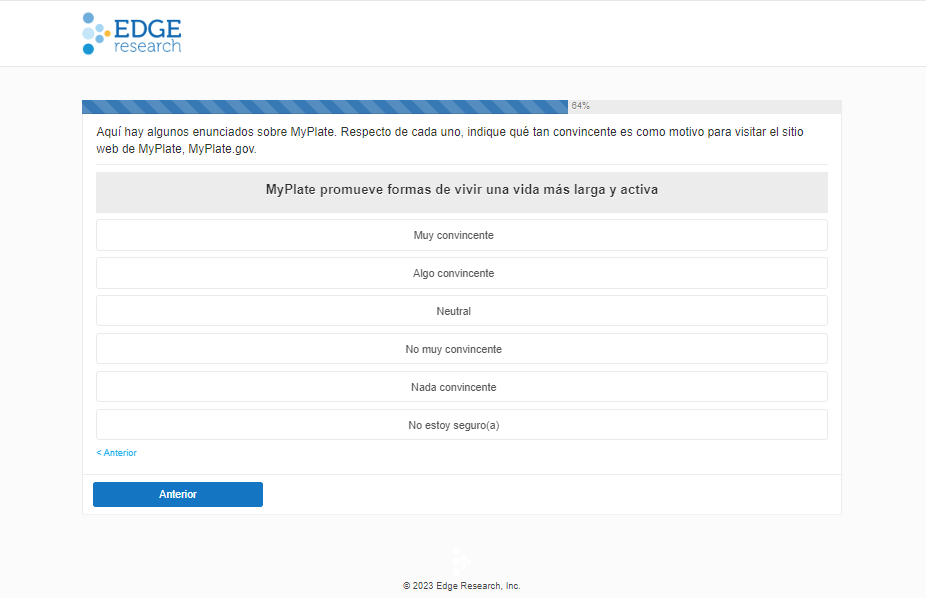 EDGE
research
64%
Aquí hay algunos enunciados sobre MyPlate. Respecto de cada uno, indique qué tan convincente es como motivo para visitar el sitio
web de MyPlate, MyPlate.gov.
MyPlate promueve formas de vivir una vida más larga y activa
Muy convincente
Algo convincente
Neutral
No muy convincente
Nada convincente
No estoy seguro(a)
< Anterior
Anterior
© 2023 Edge Research, Inc.